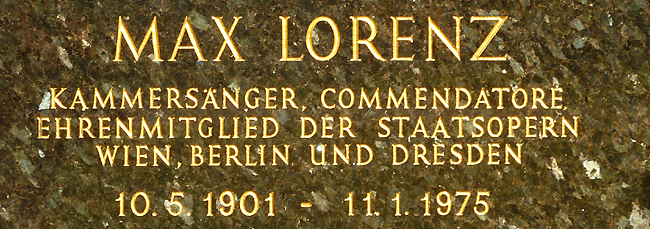 MAX LORENZ
KAMMERSÄNGER, COMMENDATORE,
EHRENMITGLIED DER STAATSOPERN
WIEN, BERLIN UND DRESDEN
10. 5. 1901 - 11. 1. 1975